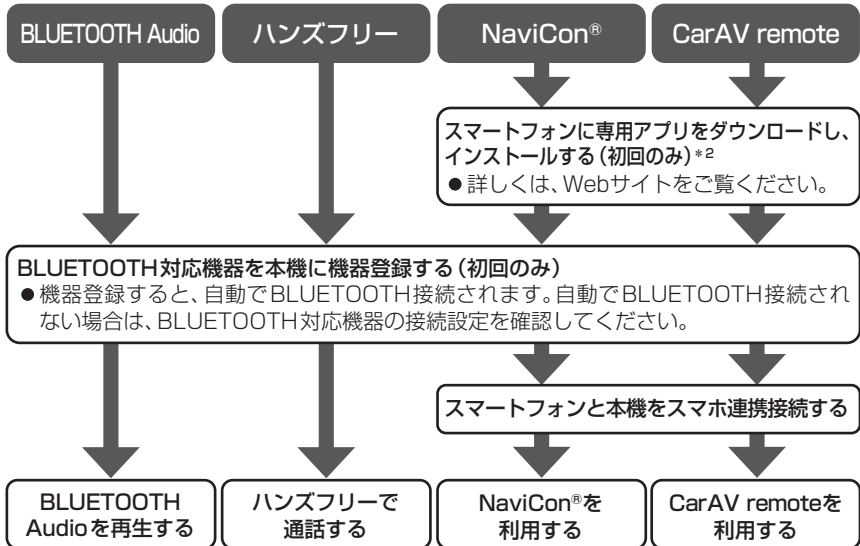 BLUETOOTH Audio
ハンズフリー
NaviCon®
CarAV remote
スマートフォンに専用アプリをダウンロードし、
インストールする(初回のみ)*2
●詳しくは、Webサイトをご覧ください。
BLUETOOTH対応機器を本機に機器登録する(初回のみ)
●機器登録すると、自動でBLUETOOTH接続されます。自動でBLUETOOTH接続され
ない場合は、BLUETOOTH対応機器の接続設定を確認してください。
スマートフォンと本機をスマホ連携接続する
BLUETOOTH
Audioを再生する
ハンズフリーで
通話する
NaviCon®を
利用する
CarAV remoteを
利用する